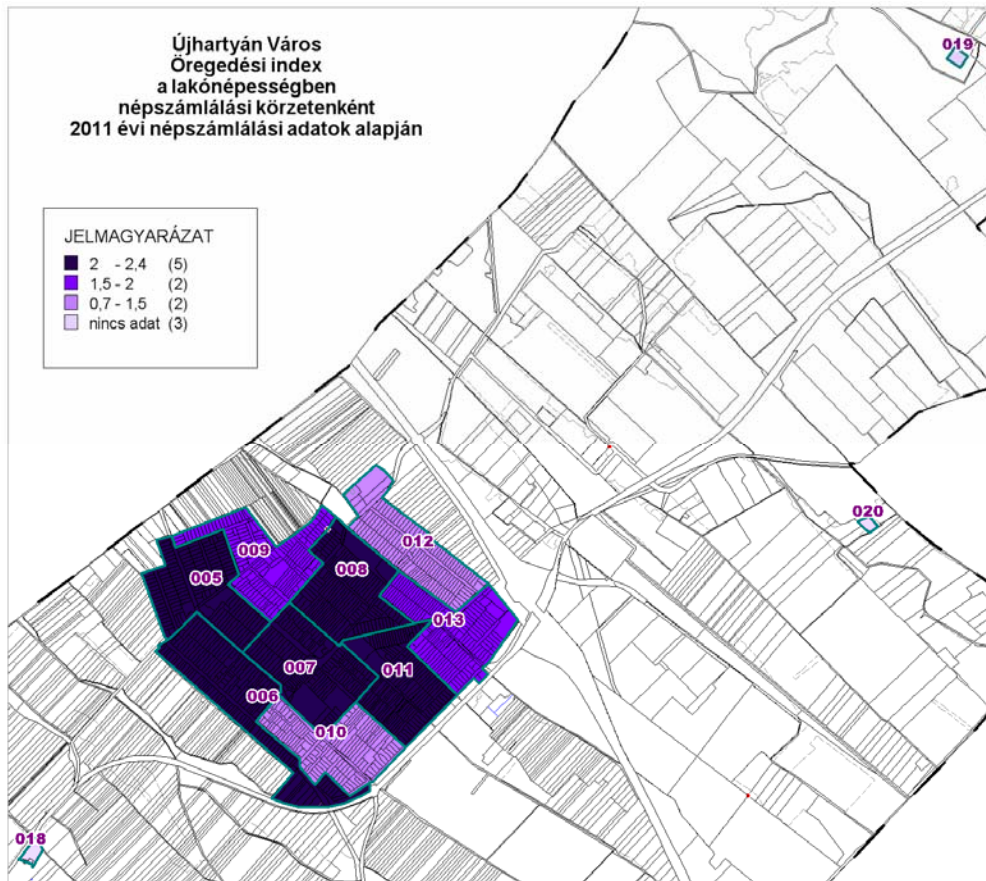 Újhartyán Város
Öregedési index
a lakónépességben
népszámlálási körzetenként
2011 évi népszámlálási adatok alapján
JELMAGYARÁZAT
2 - 2,4 (5)
1,5 - 2 (2)
0,7 - 1,5 (2)
nincs adat (3)
019
020
012
009
008
005
013
007
011
006
010
018